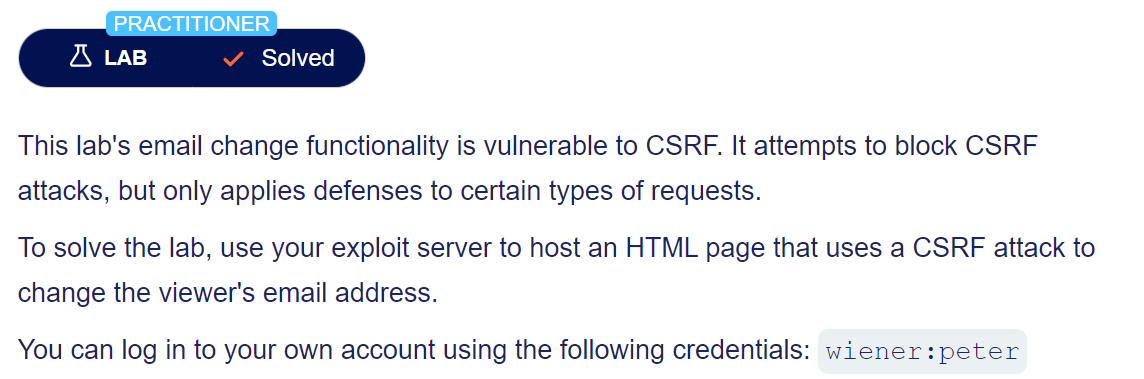 PRACTITIONER
LAB Solved
This lab's email change functionality is vulnerable to CSRF. It attempts to block CSRF
attacks, but only applies defenses to certain types of requests.
To solve the lab, use your exploit server to host an HTML page that uses a CSRF attack to
change the viewer's email address.
You can log in to your own account using the following credentials: wiener:peter